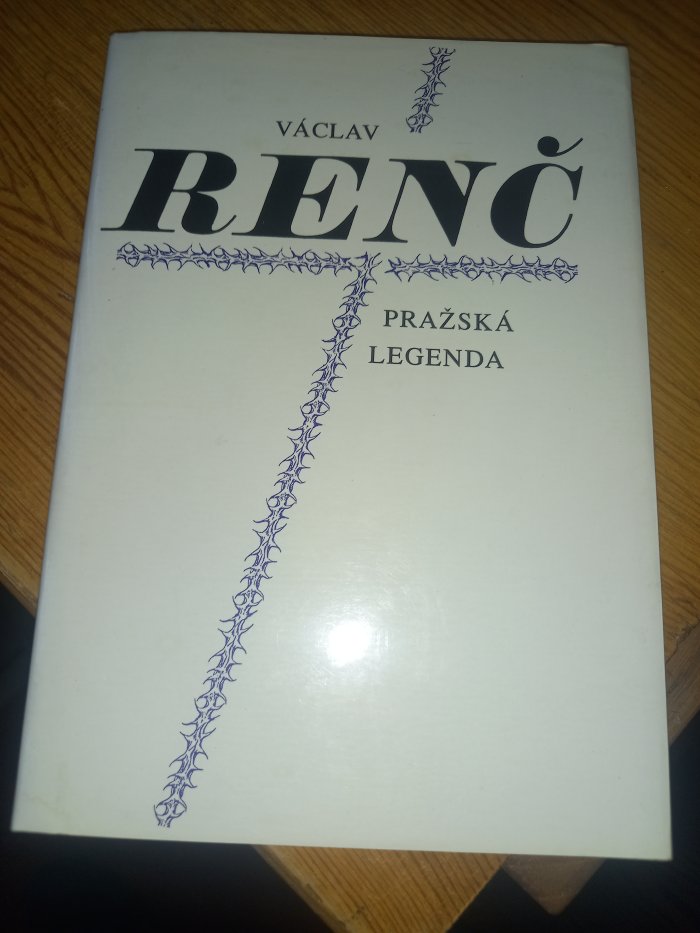 VÁCLAV
RENČ
PRAŽSKÁ
LEGENDA